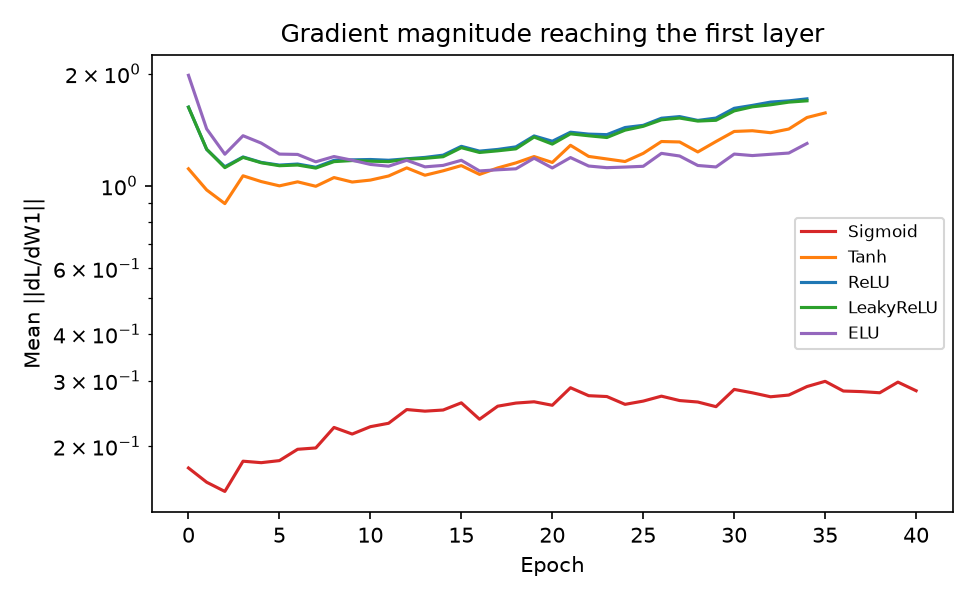 Gradient magnitude reaching the first layer
Mean ||dL/dW1||
2 × 10⁰
10⁰
6 × 10⁻¹
4 × 10⁻¹
3 × 10⁻¹
2 × 10⁻¹
Sigmoid
Tanh
ReLU
LeakyReLU
ELU
0 5 10 15 20 25 30 35 40
Epoch